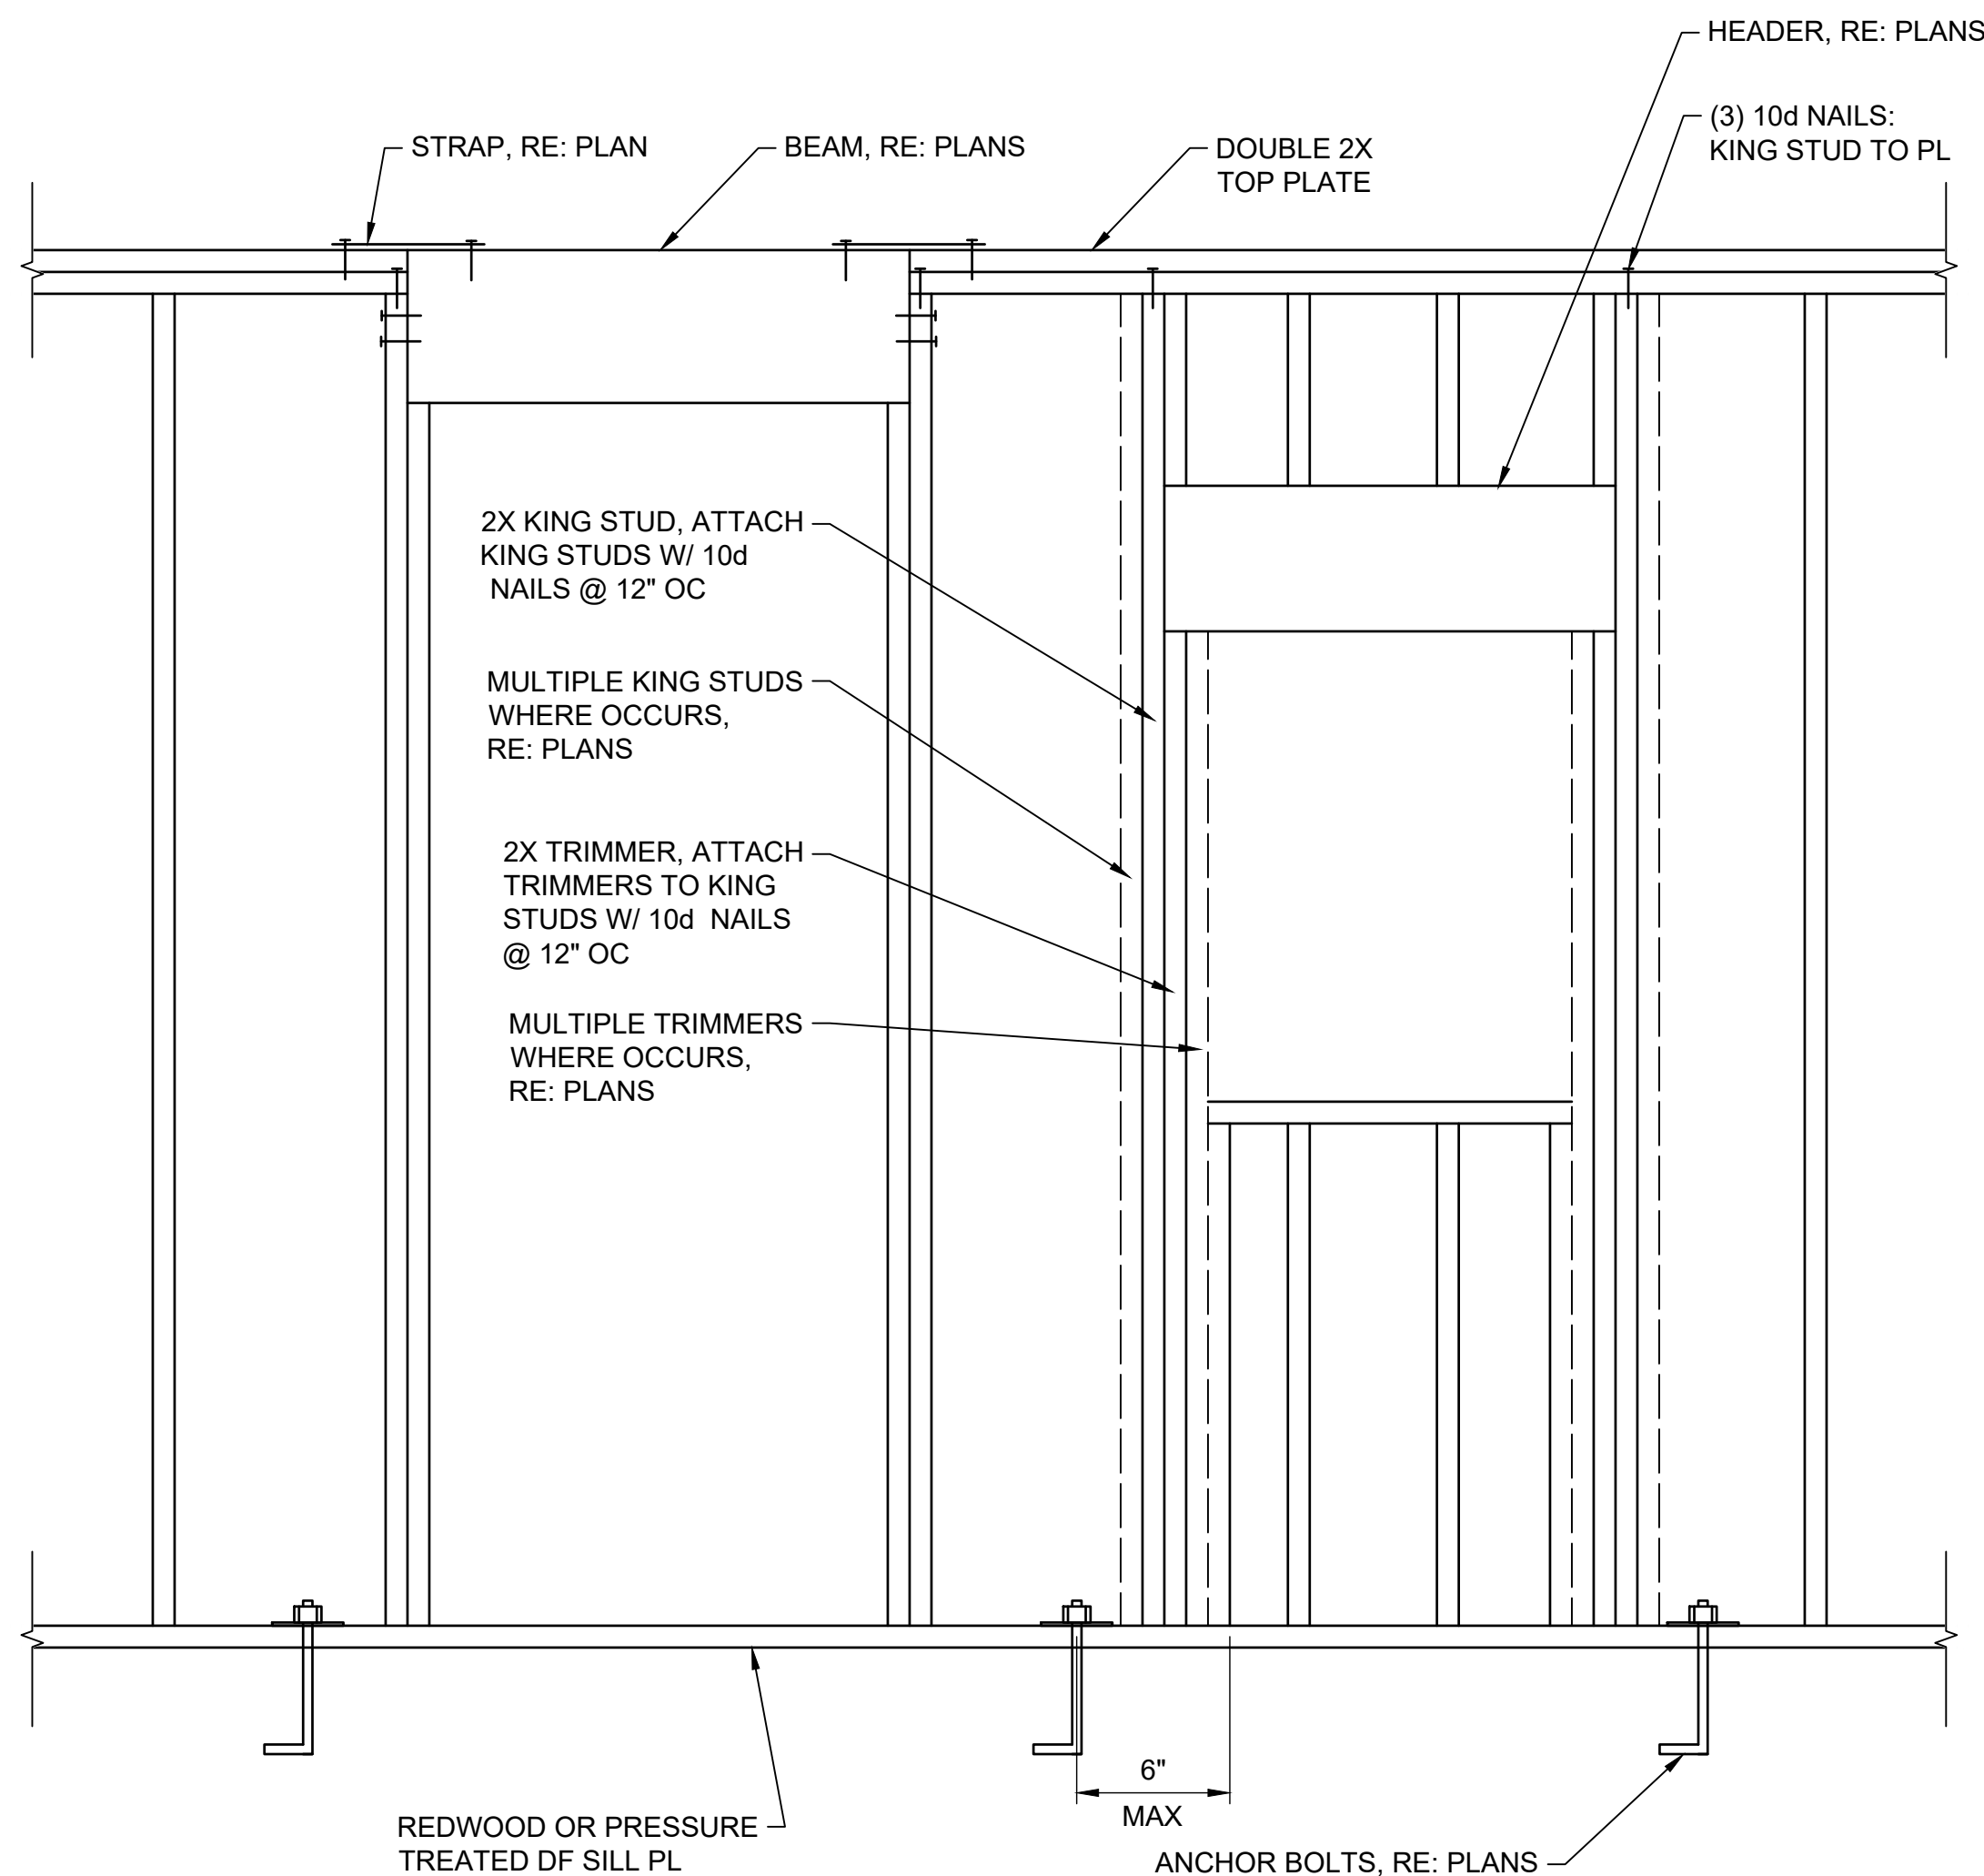 HEADER, RE: PLANS
(3) 10d NAILS:
KING STUD TO PL
STRAP, RE: PLAN
BEAM, RE: PLANS
DOUBLE 2X
TOP PLATE
2X KING STUD, ATTACH
KING STUDS W/ 10d
NAILS @ 12" OC
MULTIPLE KING STUDS
WHERE OCCURS,
RE: PLANS
2X TRIMMER, ATTACH
TRIMMERS TO KING
STUDS W/ 10d NAILS
@ 12" OC
MULTIPLE TRIMMERS
WHERE OCCURS,
RE: PLANS
6"
MAX
REDWOOD OR PRESSURE
TREATED DF SILL PL
ANCHOR BOLTS, RE: PLANS